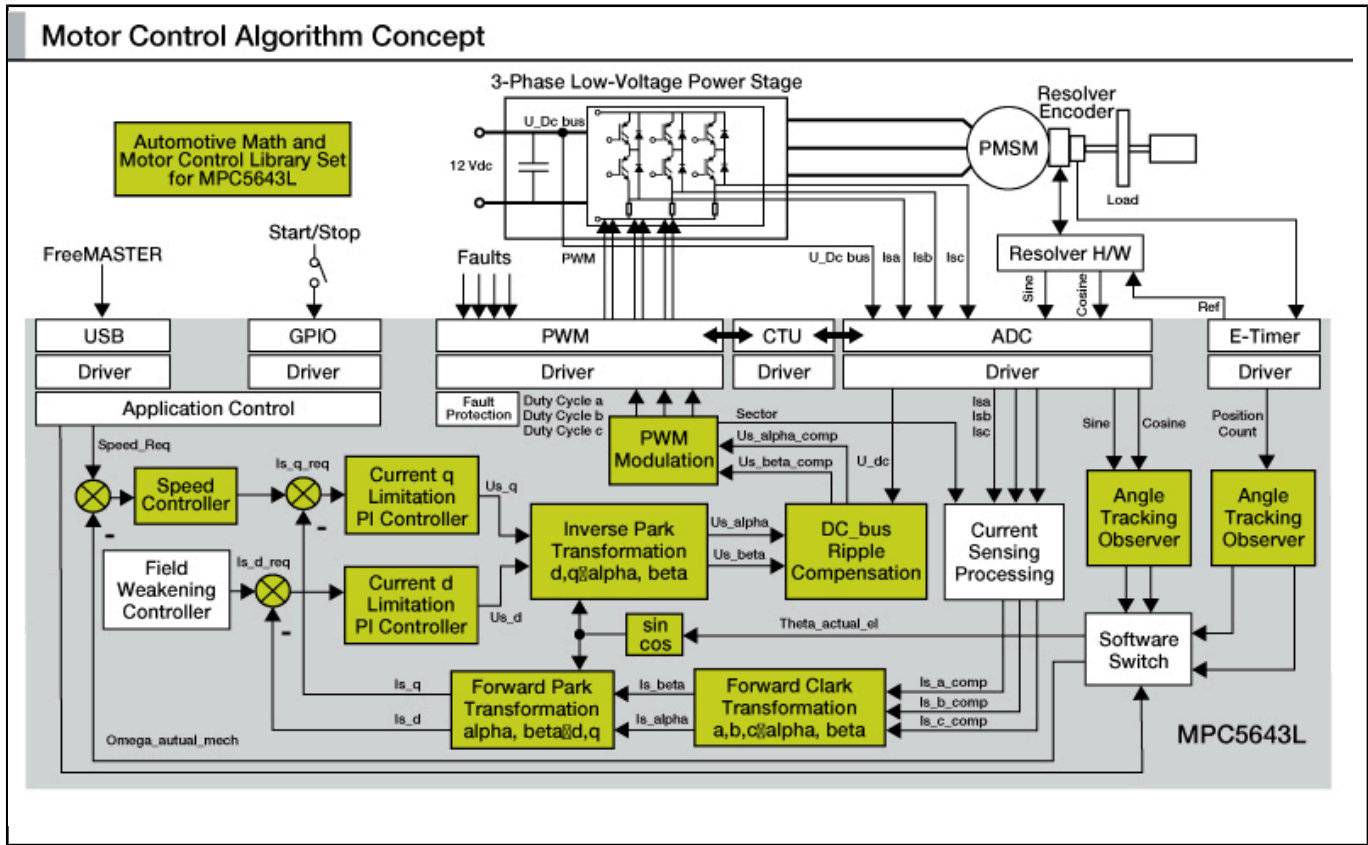 Motor Control Algorithm Concept
3-Phase Low-Voltage Power Stage
Automotive Math and
Motor Control Library Set
for MPC5643L
U_Dc bus
12 Vdc
PMSM
Resolver
Encoder
Load
FreeMASTER
Start/Stop
Faults
PWM
U_Dc bus
Isa
Isb
Isc
Resolver H/W
Sine
Cosine
Ref
USB
GPIO
PWM
CTU
ADC
E-Timer
Driver
Driver
Driver
Driver
Driver
Driver
Application Control
Fault
Protection
Duty Cycle a
Duty Cycle b
Duty Cycle c
Sector
Isa
Isb
Isc
Sine
Cosine
Position
Count
Speed_Req
Is_q_req
PWM
Modulation
Us_alpha_comp
Us_beta_comp
U_dc
Speed
Controller
Current q
Limitation
PI Controller
Us_q
Inverse Park
Transformation
d,q▯alpha, beta
Us_alpha
Us_beta
DC_bus
Ripple
Compensation
Current
Sensing
Processing
Angle
Tracking
Observer
Angle
Tracking
Observer
-
Field
Weakening
Controller
Is_d_req
-
Current d
Limitation
PI Controller
Us_d
-
sin
cos
Theta_actual_el
Software
Switch
Is_q
Is_d
Forward Park
Transformation
alpha, beta▯d,q
Is_beta
Is_alpha
Forward Clark
Transformation
a,b,c▯alpha, beta
Is_a_comp
Is_b_comp
Is_c_comp
Omega_autual_mech
MPC5643L